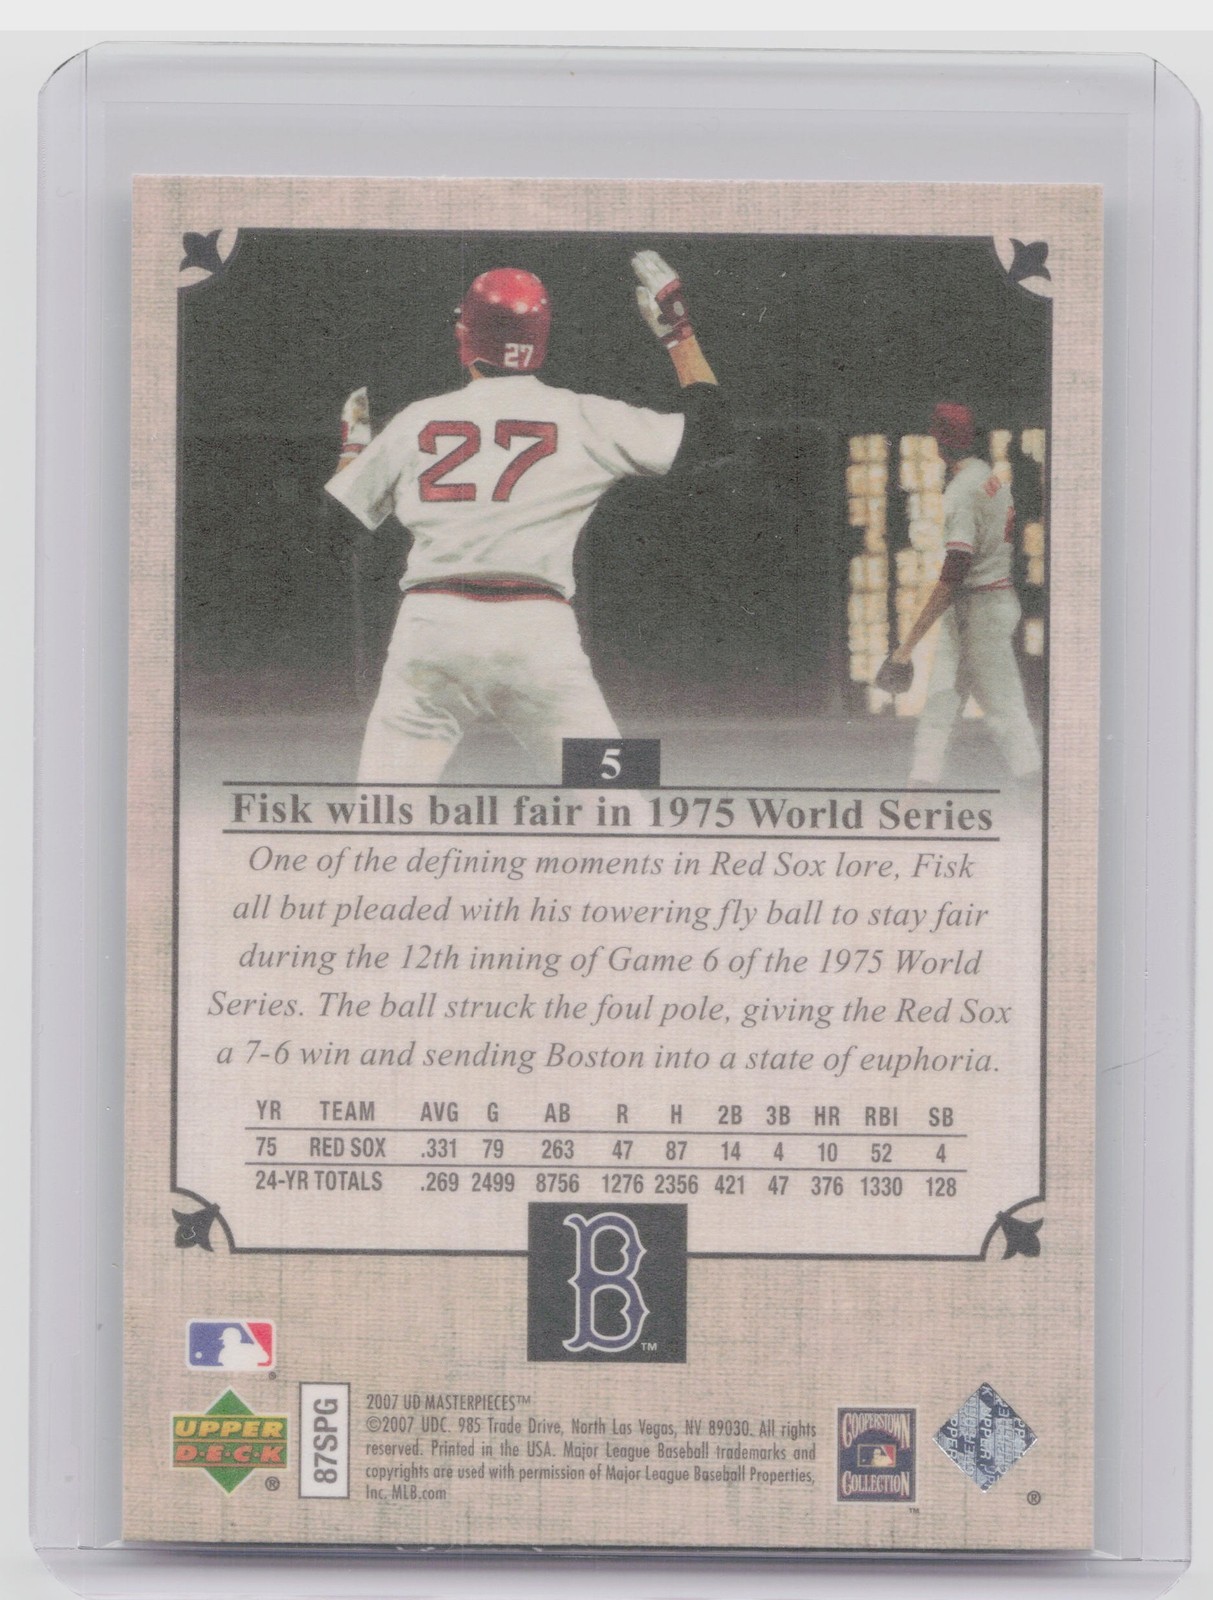 27
27
5
Fisk wills ball fair in 1975 World Series
One of the defining moments in Red Sox lore, Fisk
all but pleaded with his towering fly ball to stay fair
during the 12th inning of Game 6 of the 1975 World
Series. The ball struck the foul pole, giving the Red Sox
a 7-6 win and sending Boston into a state of euphoria.
YR TEAM AVG G AB R H 2B 3B HR RBI SB
75 RED SOX .331 79 263 47 87 14 4 10 52 4
24-YR TOTALS .269 2499 8756 1276 2356 421 47 376 1330 128
B™
UPPER
DECK
®
87SPG
2007 UD MASTERPIECES™
©2007 UDC. 985 Trade Drive, North Las Vegas, NV 89030. All rights
reserved. Printed in the USA. Major League Baseball trademarks and
copyrights are used with permission of Major League Baseball Properties,
Inc. MLB.com
COOPERSTOWN
COLLECTION
™
®